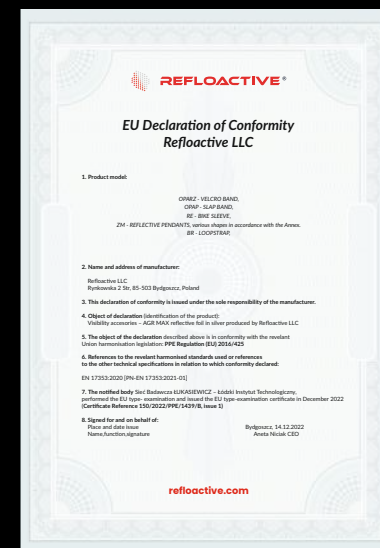 REFLOACTIVE®
EU Declaration of Conformity
Refloactive LLC
1. Product model:
OPARZ - VELCRO BAND,
OPAP - SLAP BAND,
RE - BIKE SLEEVE,
ZM - REFLECTIVE PENDANTS, various shapes in accordance with the Annex.
BR - LOOPSTRAP,
2. Name and address of manufacturer:
Refloactive LLC
Rynkowska 2 Str, 85-503 Bydgoszcz, Poland
3. This declaration of conformity is issued under the sole responsibility of the manufacturer.
4. Object of declaration (identification of the product):
Visibility accesories – AGR MAX reflective foil in silver produced by Refloactive LLC
5. The object of the declaration described above is in conformity with the revelant
Union harmonisation legislation: PPE Regulation (EU) 2016/425
6. References to the revelant harmonised standards used or references
to the other technical specifications in relation to which conformity declared:
EN 17353:2020 [PN-EN 17353:2021-01]
7. The notified body Sieć Badawcza ŁUKASIEWICZ – Łódzki Instytut Technologiczny,
performed the EU type- examination and issued the EU type-examination certificate in December 2022
(Certificate Reference 150/2022/PPE/1439/B, issue 1)
8. Signed for and on behalf of:
Place and date issue Bydgoszcz, 14.12.2022
Name,function,signature Aneta Niciak CEO
refloactive.com